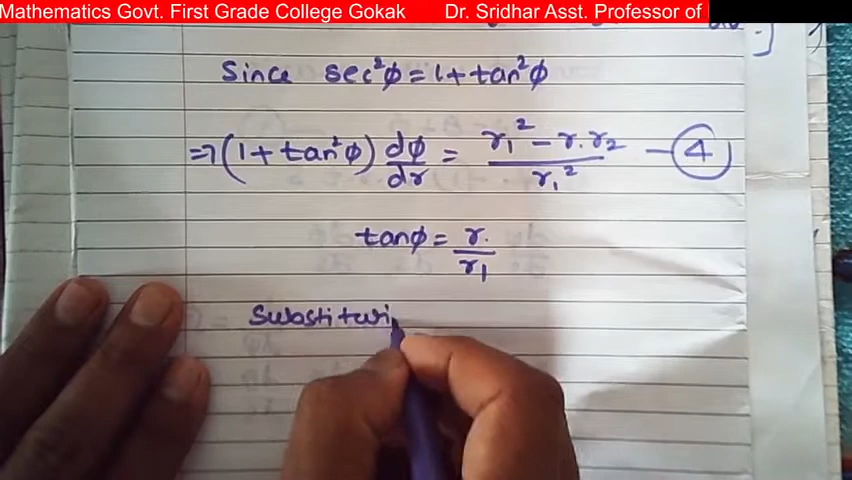 Mathematics Govt. First Grade College Gokak Dr. Sridhar Asst. Professor of
Since sec²φ = 1 + tan²φ
⇒ (1 + tan²φ) dφ/dr = r₁² - r.r₂ / r₁² — ④
tanφ = r/r₁
Substituti